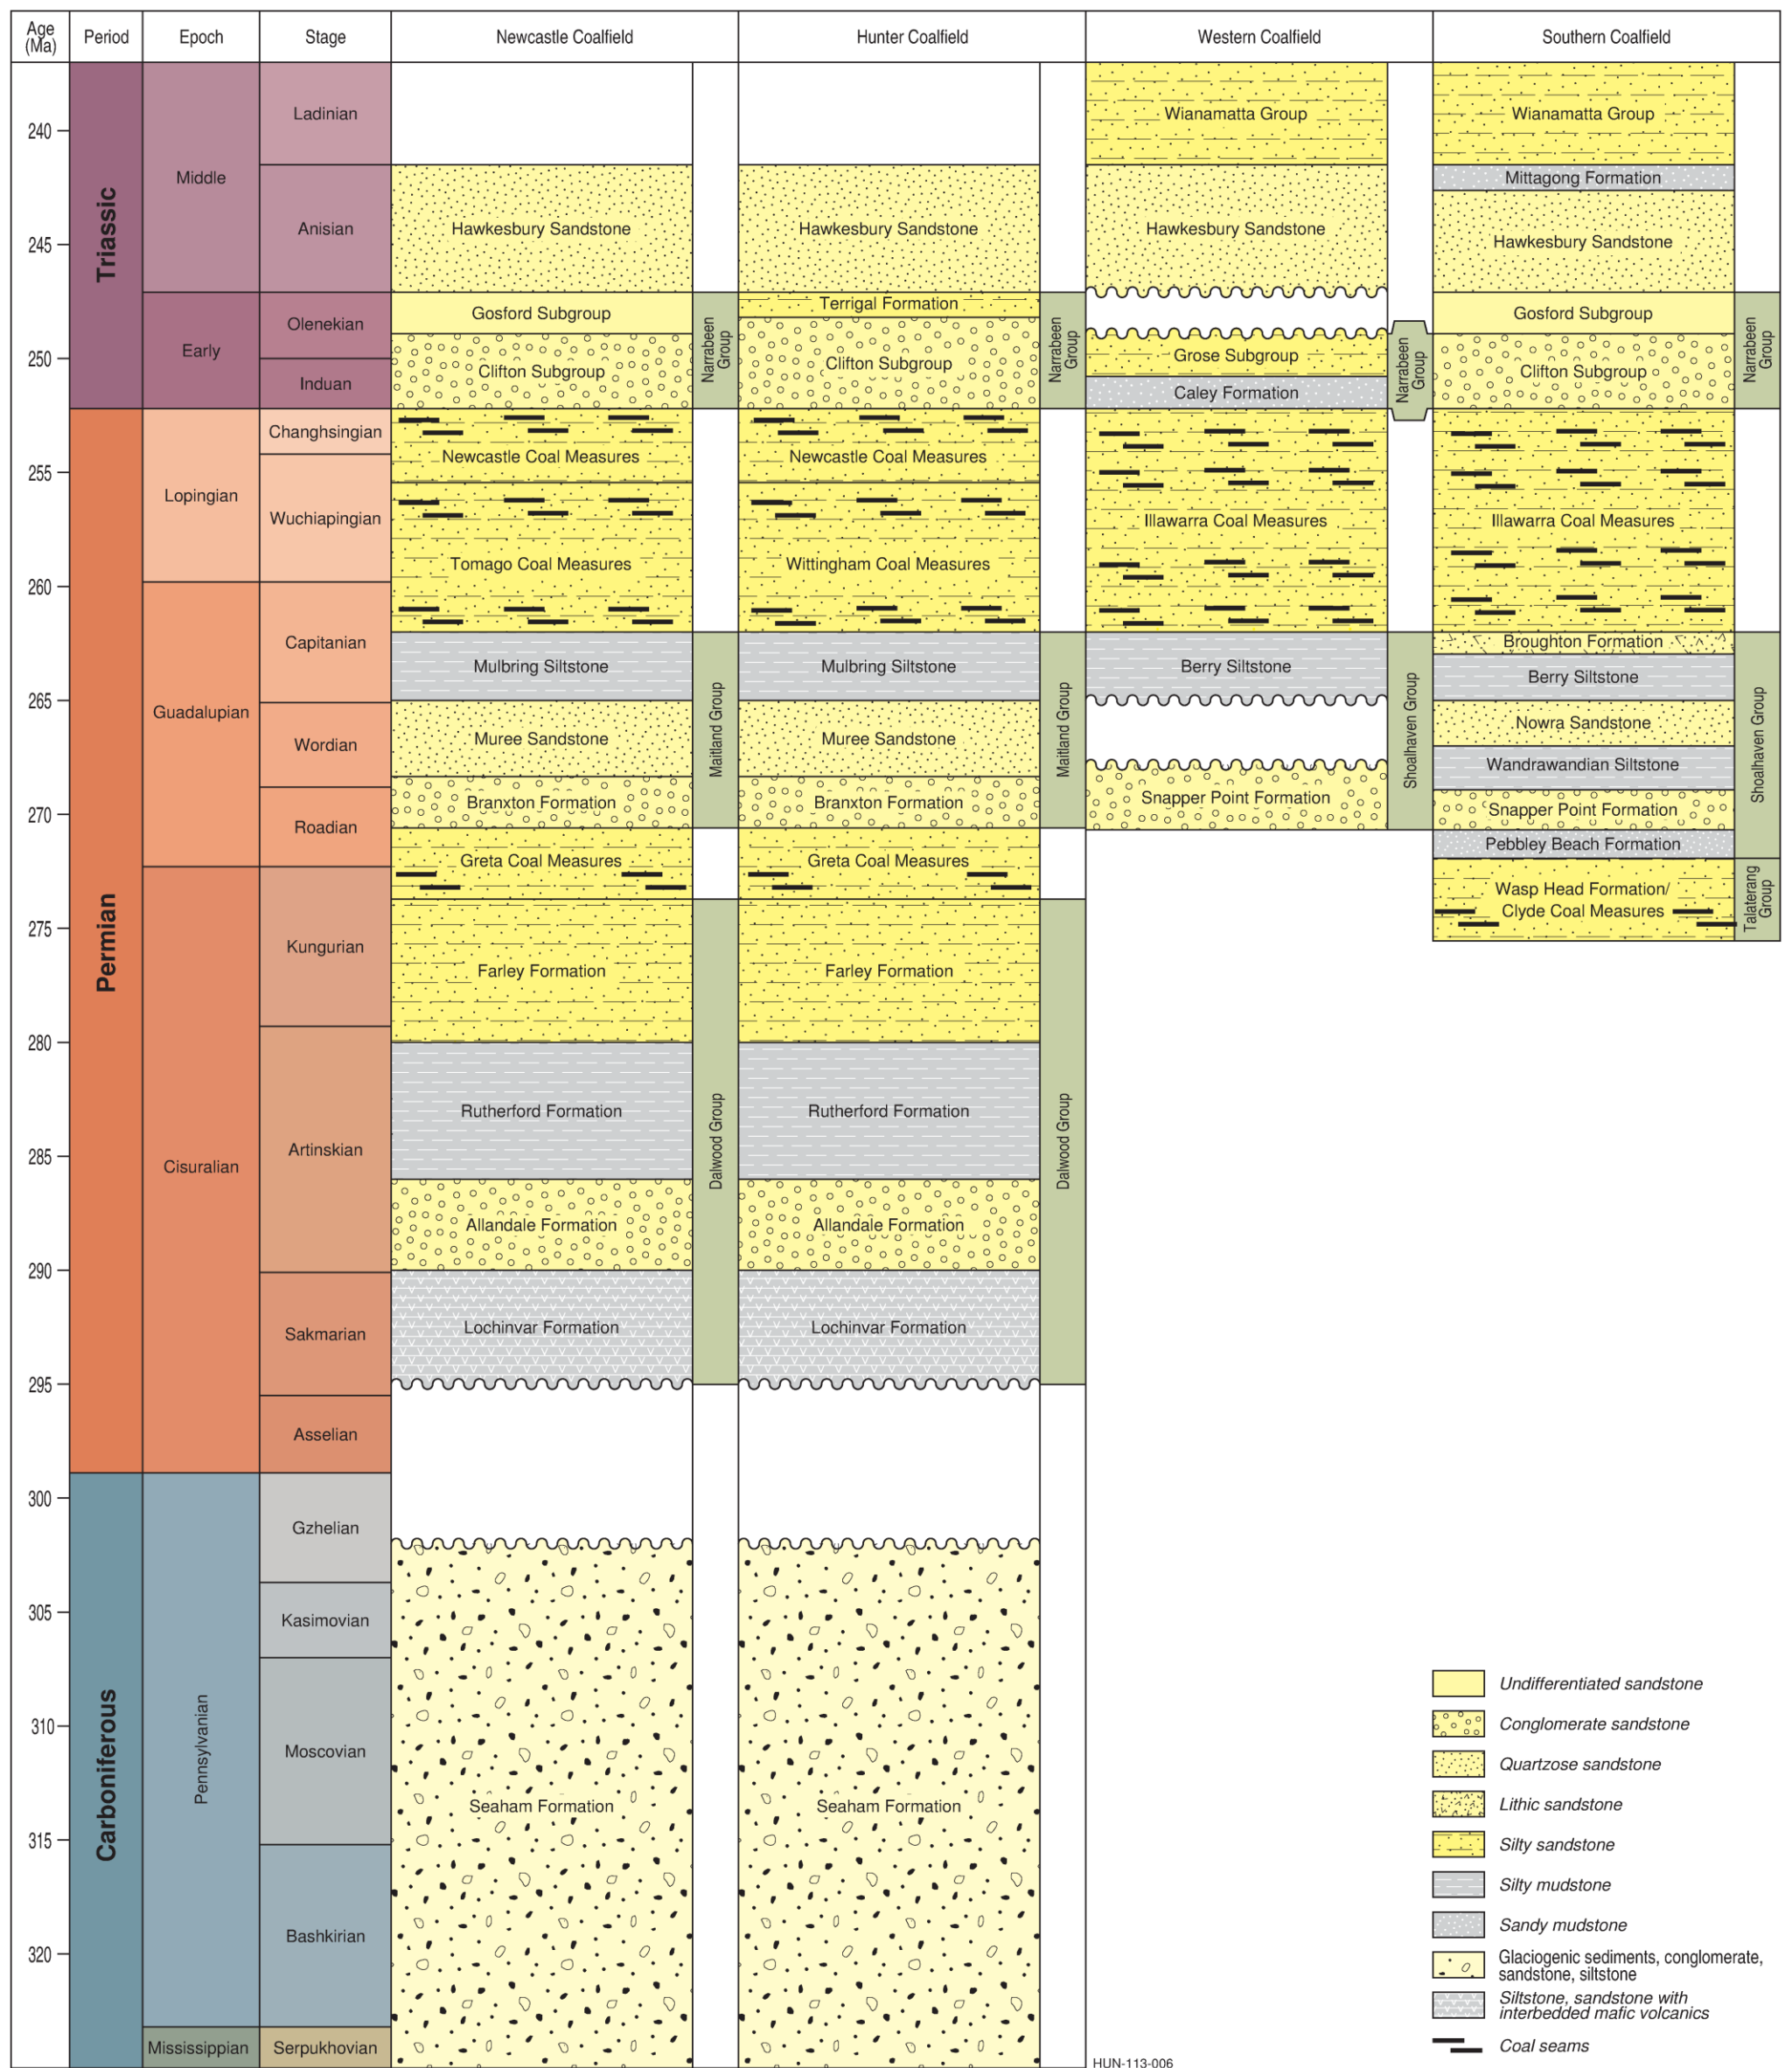 Age
(Ma)
Period
Epoch
Stage
Newcastle Coalfield
Hunter Coalfield
Western Coalfield
Southern Coalfield
240
245
250
255
260
265
270
275
280
285
290
295
300
305
310
315
320
Triassic
Permian
Carboniferous
Middle
Early
Lopingian
Guadalupian
Cisuralian
Pennsylvanian
Mississippian
Ladinian
Anisian
Olenekian
Induan
Changhsingian
Wuchiapingian
Capitanian
Wordian
Roadian
Kungurian
Artinskian
Sakmarian
Asselian
Gzhelian
Kasimovian
Moscovian
Bashkirian
Serpukhovian
Hawkesbury Sandstone
Gosford Subgroup
Clifton Subgroup
Newcastle Coal Measures
Tomago Coal Measures
Mulbring Siltstone
Muree Sandstone
Branxton Formation
Greta Coal Measures
Farley Formation
Rutherford Formation
Allandale Formation
Lochinvar Formation
Seaham Formation
Narrabeen
Group
Maitland Group
Dalwood Group
Hawkesbury Sandstone
Terrigal Formation
Clifton Subgroup
Newcastle Coal Measures
Wittingham Coal Measures
Mulbring Siltstone
Muree Sandstone
Branxton Formation
Greta Coal Measures
Farley Formation
Rutherford Formation
Allandale Formation
Lochinvar Formation
Seaham Formation
Narrabeen
Group
Maitland Group
Dalwood Group
Wianamatta Group
Hawkesbury Sandstone
Grose Subgroup
Caley Formation
Illawarra Coal Measures
Berry Siltstone
Snapper Point Formation
Narrabeen
Group
Shoalhaven Group
Wianamatta Group
Mittagong Formation
Hawkesbury Sandstone
Gosford Subgroup
Clifton Subgroup
Illawarra Coal Measures
Broughton Formation
Berry Siltstone
Nowra Sandstone
Wandrawandian Siltstone
Snapper Point Formation
Pebbley Beach Formation
Wasp Head Formation/
Clyde Coal Measures
Narrabeen
Group
Shoalhaven Group
Talaterang
Group
Undifferentiated sandstone
Conglomerate sandstone
Quartzose sandstone
Lithic sandstone
Silty sandstone
Silty mudstone
Sandy mudstone
Glaciogenic sediments, conglomerate,
sandstone, siltstone
Siltstone, sandstone with
interbedded mafic volcanics
Coal seams
HUN-113-006